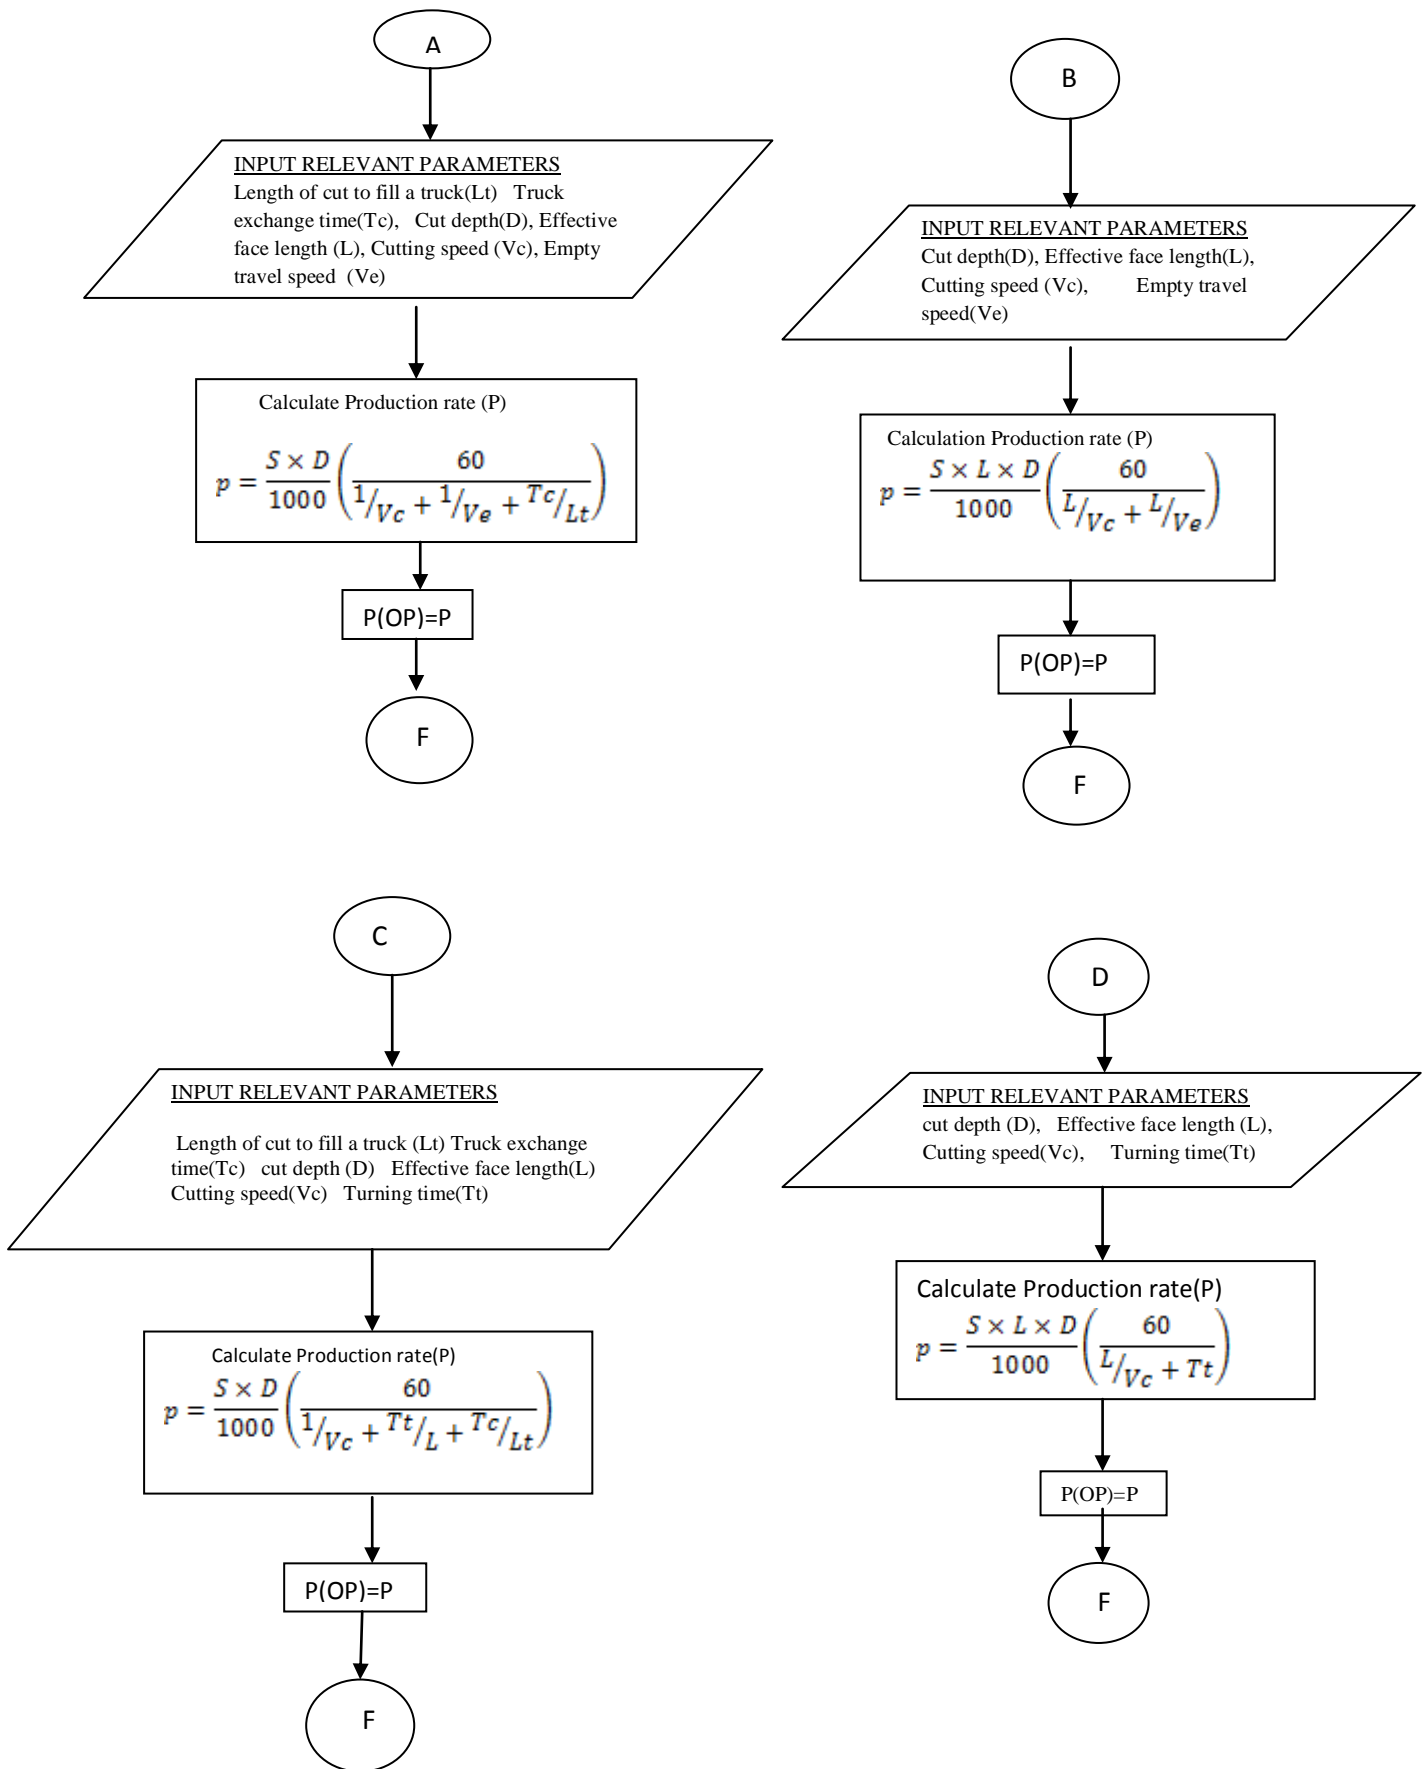 A
INPUT RELEVANT PARAMETERS
Length of cut to fill a truck(Lt) Truck
exchange time(Tc), Cut depth(D), Effective
face length (L), Cutting speed (Vc), Empty
travel speed (Ve)
Calculate Production rate (P)
p = S × D / 1000 ( 60 / 1/Vc + 1/Ve + Tc/Lt )
P(OP)=P
F
B
INPUT RELEVANT PARAMETERS
Cut depth(D), Effective face length(L),
Cutting speed (Vc), Empty travel
speed(Ve)
Calculation Production rate (P)
p = S × L × D / 1000 ( 60 / L/Vc + L/Ve )
P(OP)=P
F
C
INPUT RELEVANT PARAMETERS
Length of cut to fill a truck (Lt) Truck exchange
time(Tc) cut depth (D) Effective face length(L)
Cutting speed(Vc) Turning time(Tt)
Calculate Production rate(P)
p = S × D / 1000 ( 60 / 1/Vc + Tt/L + Tc/Lt )
P(OP)=P
F
D
INPUT RELEVANT PARAMETERS
cut depth (D), Effective face length (L),
Cutting speed(Vc), Turning time(Tt)
Calculate Production rate(P)
p = S × L × D / 1000 ( 60 / L/Vc + Tt )
P(OP)=P
F